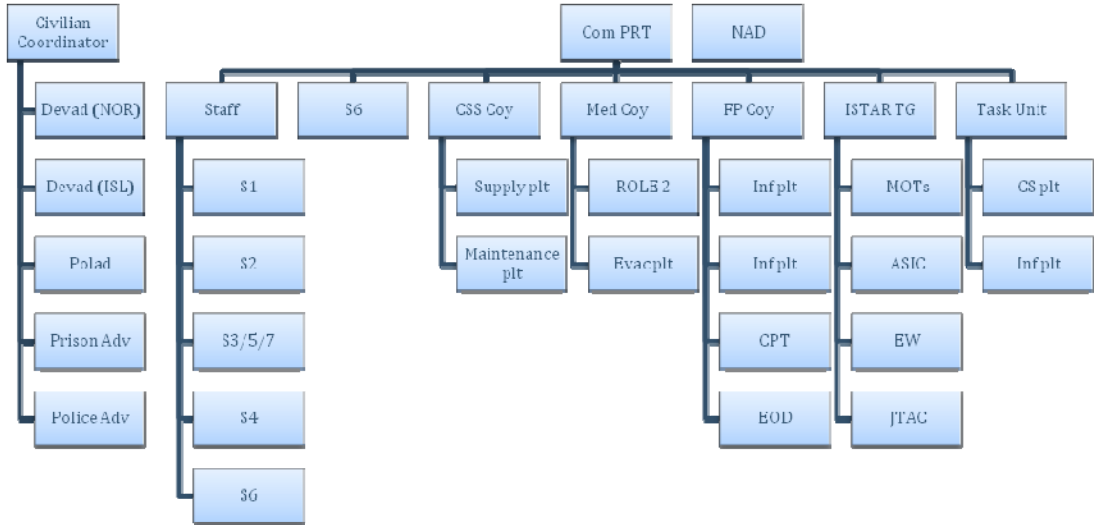 Civilian
Coordinator
Com PRT
NAD
Devad (NOR)
Staff
S6
CSS Coy
Med Coy
FP Coy
ISTAR TG
Task Unit
Devad (ISL)
S1
Supply plt
ROLE 2
Inf plt
MOTs
CS plt
Polad
S2
Maintenance
plt
Evac plt
Inf plt
ASIC
Inf plt
Prison Adv
S3/5/7
CPT
EW
Police Adv
S4
EOD
JTAC
S6